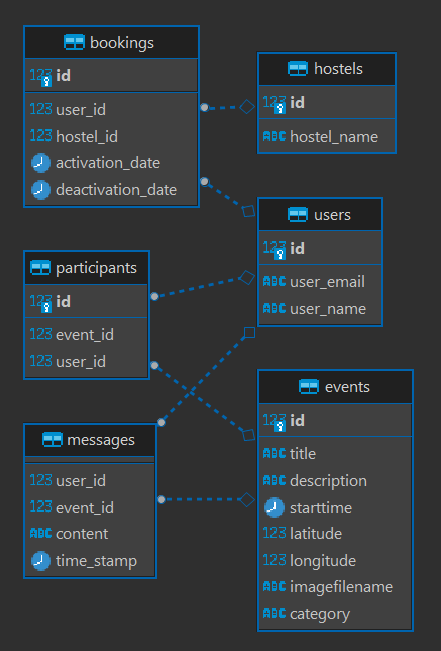 bookings
123 id
123 user_id
123 hostel_id
activation_date
deactivation_date
hostels
123 id
ABC hostel_name
users
123 id
ABC user_email
ABC user_name
participants
123 id
123 event_id
123 user_id
events
123 id
ABC title
ABC description
starttime
123 latitude
123 longitude
ABC imagefilename
ABC category
messages
123 user_id
123 event_id
ABC content
time_stamp